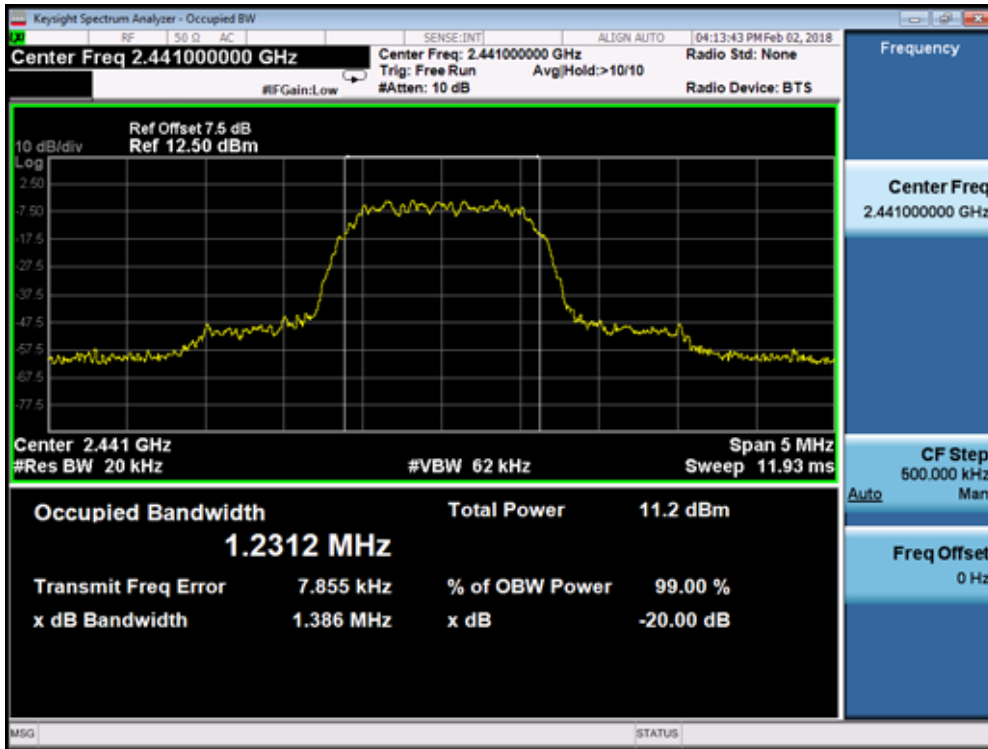 Keysight Spectrum Analyzer - Occupied BW
RF 50 Ω AC SENSE:INT ALIGN AUTO 04:13:43 PM Feb 02, 2018
Center Freq 2.441000000 GHz
Center Freq: 2.441000000 GHz Radio Std: None
Trig: Free Run Avg|Hold:>10/10
#IFGain:Low #Atten: 10 dB Radio Device: BTS
Ref Offset 7.5 dB
10 dB/div Ref 12.50 dBm
Log
2.50
-7.50
-17.5
-27.5
-37.5
-47.5
-57.5
-67.5
-77.5
Center 2.441 GHz Span 5 MHz
#Res BW 20 kHz #VBW 62 kHz Sweep 11.93 ms
Occupied Bandwidth Total Power 11.2 dBm
1.2312 MHz
Transmit Freq Error 7.855 kHz % of OBW Power 99.00 %
x dB Bandwidth 1.386 MHz x dB -20.00 dB
MSG STATUS
Frequency
Center Freq
2.441000000 GHz
CF Step
500.000 kHz
Auto Man
Freq Offset
0 Hz